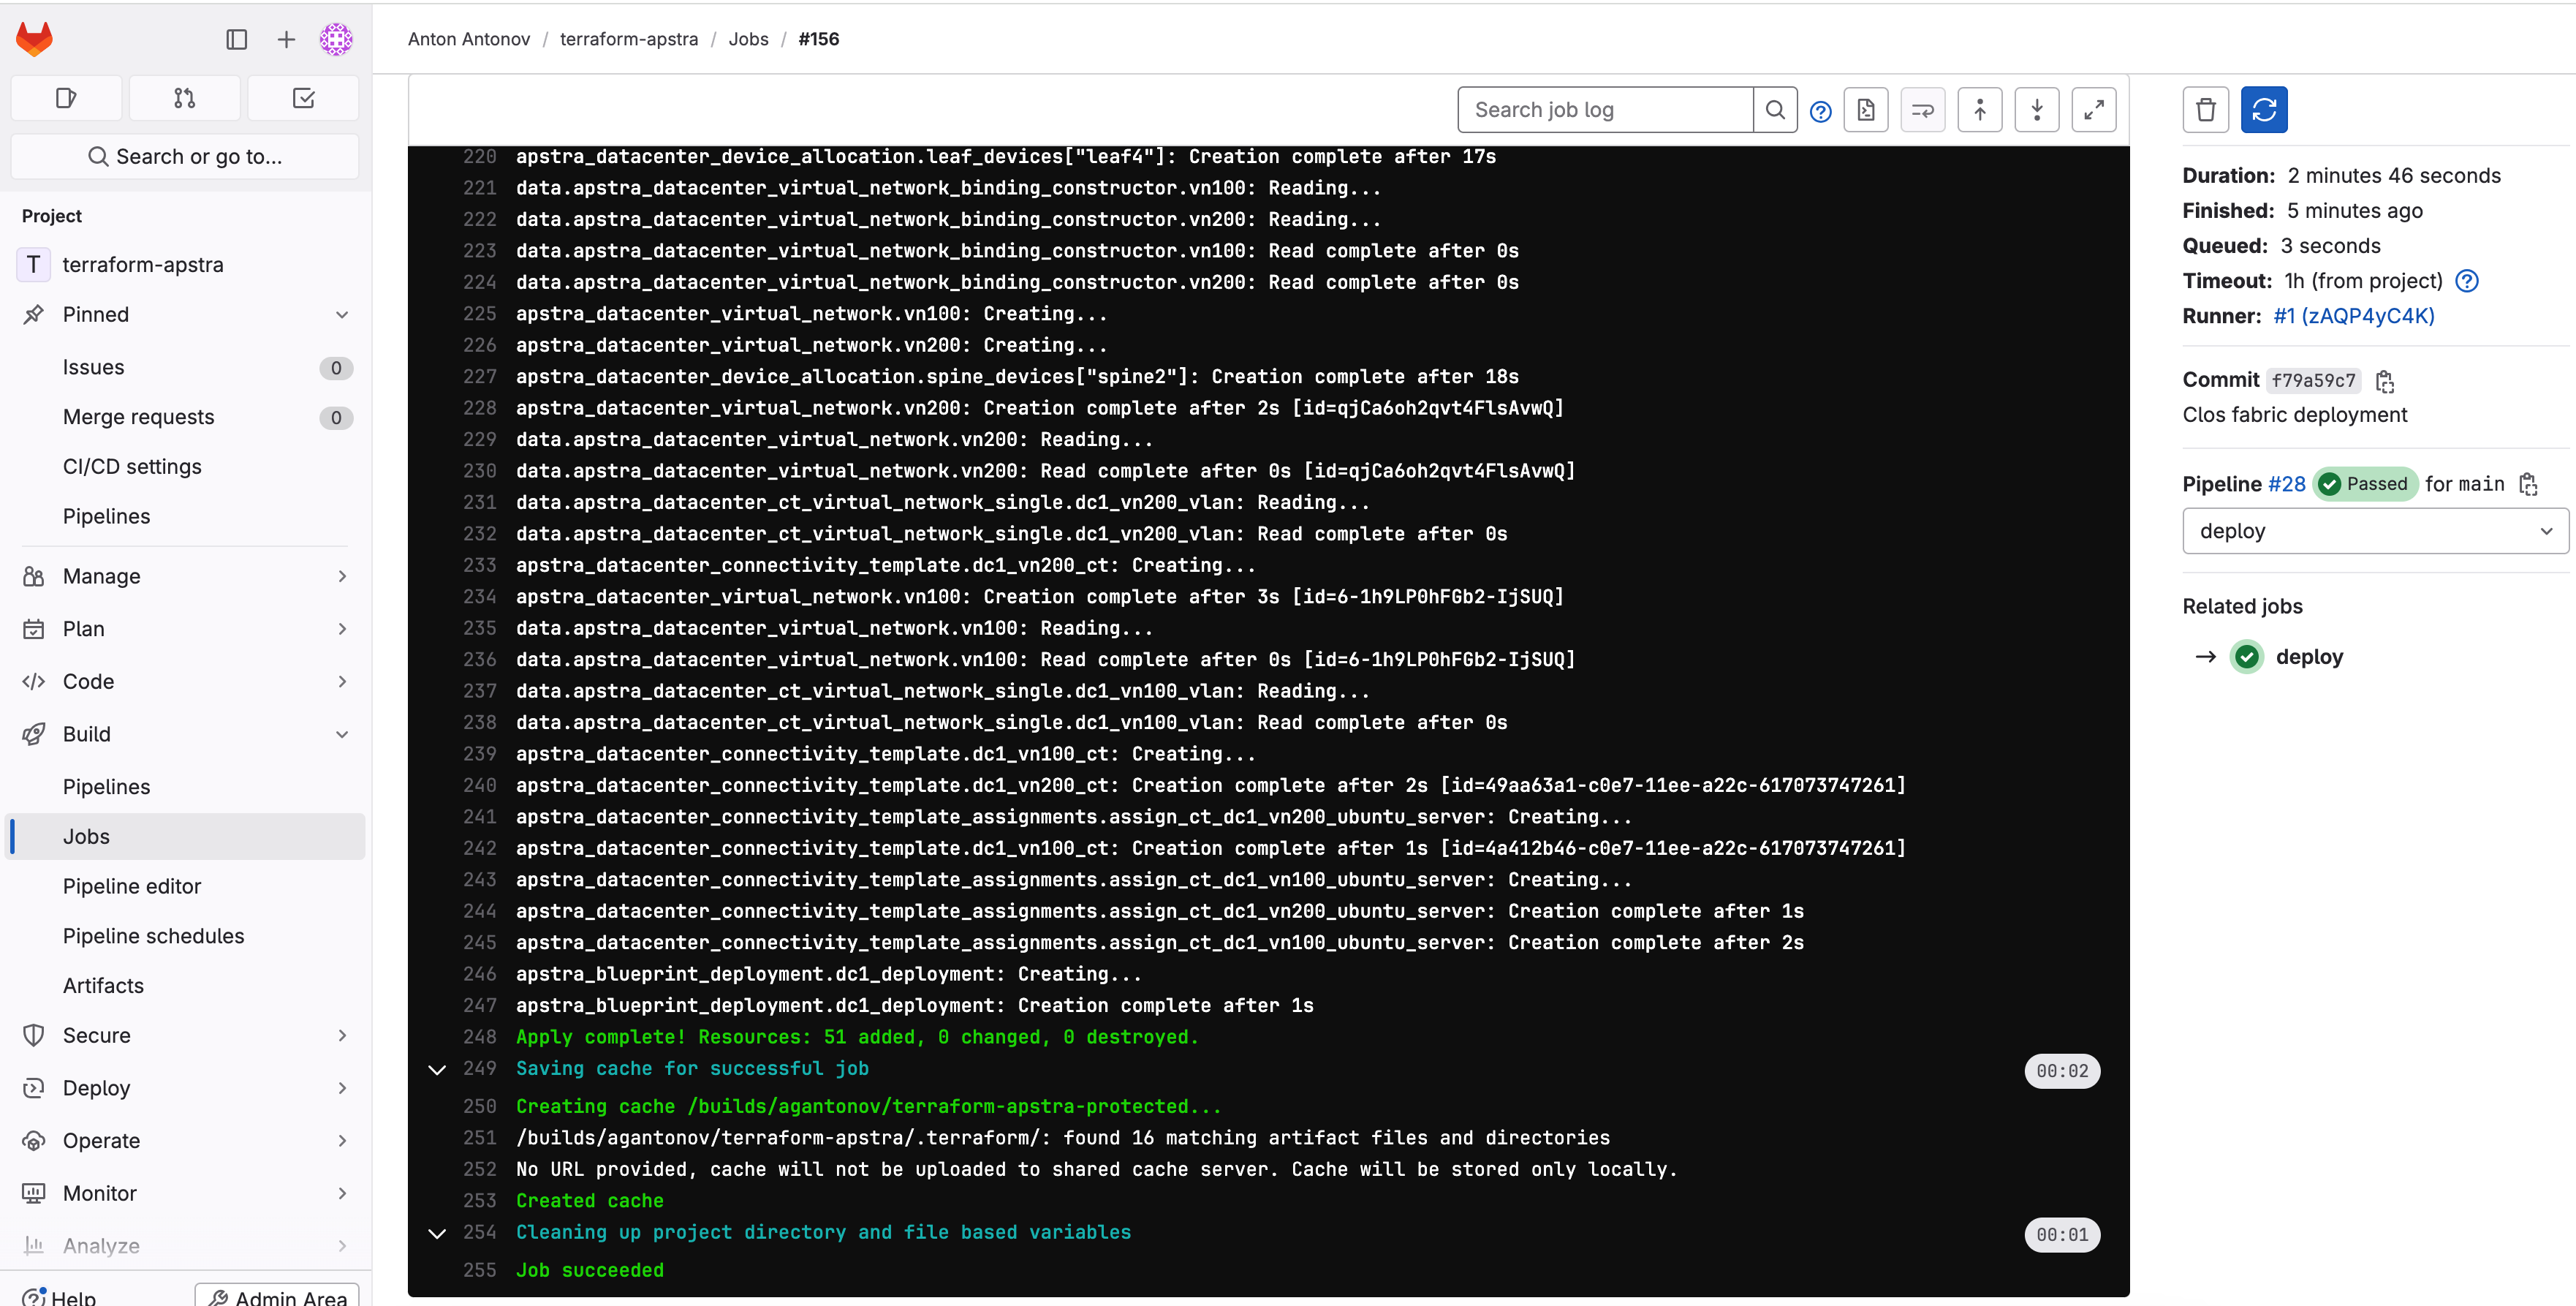 Anton Antonov / terraform-apstra / Jobs / #156
Search or go to...
Project
T terraform-apstra
Pinned
Issues 0
Merge requests 0
CI/CD settings
Pipelines
Manage
Plan
Code
Build
Pipelines
Jobs
Pipeline editor
Pipeline schedules
Artifacts
Secure
Deploy
Operate
Monitor
Analyze
Help
Admin Area
Search job log
220 apstra_datacenter_device_allocation.leaf_devices["leaf4"]: Creation complete after 17s
221 data.apstra_datacenter_virtual_network_binding_constructor.vn100: Reading...
222 data.apstra_datacenter_virtual_network_binding_constructor.vn200: Reading...
223 data.apstra_datacenter_virtual_network_binding_constructor.vn100: Read complete after 0s
224 data.apstra_datacenter_virtual_network_binding_constructor.vn200: Read complete after 0s
225 apstra_datacenter_virtual_network.vn100: Creating...
226 apstra_datacenter_virtual_network.vn200: Creating...
227 apstra_datacenter_device_allocation.spine_devices["spine2"]: Creation complete after 18s
228 apstra_datacenter_virtual_network.vn200: Creation complete after 2s [id=qjCa6oh2qvt4FlsAvwQ]
229 data.apstra_datacenter_virtual_network.vn200: Reading...
230 data.apstra_datacenter_virtual_network.vn200: Read complete after 0s [id=qjCa6oh2qvt4FlsAvwQ]
231 data.apstra_datacenter_ct_virtual_network_single.dc1_vn200_vlan: Reading...
232 data.apstra_datacenter_ct_virtual_network_single.dc1_vn200_vlan: Read complete after 0s
233 apstra_datacenter_connectivity_template.dc1_vn200_ct: Creating...
234 apstra_datacenter_virtual_network.vn100: Creation complete after 3s [id=6-1h9LP0hFGb2-IjSUQ]
235 data.apstra_datacenter_virtual_network.vn100: Reading...
236 data.apstra_datacenter_virtual_network.vn100: Read complete after 0s [id=6-1h9LP0hFGb2-IjSUQ]
237 data.apstra_datacenter_ct_virtual_network_single.dc1_vn100_vlan: Reading...
238 data.apstra_datacenter_ct_virtual_network_single.dc1_vn100_vlan: Read complete after 0s
239 apstra_datacenter_connectivity_template.dc1_vn100_ct: Creating...
240 apstra_datacenter_connectivity_template.dc1_vn200_ct: Creation complete after 2s [id=49aa63a1-c0e7-11ee-a22c-617073747261]
241 apstra_datacenter_connectivity_template_assignments.assign_ct_dc1_vn200_ubuntu_server: Creating...
242 apstra_datacenter_connectivity_template.dc1_vn100_ct: Creation complete after 1s [id=4a412b46-c0e7-11ee-a22c-617073747261]
243 apstra_datacenter_connectivity_template_assignments.assign_ct_dc1_vn100_ubuntu_server: Creating...
244 apstra_datacenter_connectivity_template_assignments.assign_ct_dc1_vn200_ubuntu_server: Creation complete after 1s
245 apstra_datacenter_connectivity_template_assignments.assign_ct_dc1_vn100_ubuntu_server: Creation complete after 2s
246 apstra_blueprint_deployment.dc1_deployment: Creating...
247 apstra_blueprint_deployment.dc1_deployment: Creation complete after 1s
248 Apply complete! Resources: 51 added, 0 changed, 0 destroyed.
249 Saving cache for successful job 00:02
250 Creating cache /builds/agantonov/terraform-apstra-protected...
251 /builds/agantonov/terraform-apstra/.terraform/: found 16 matching artifact files and directories
252 No URL provided, cache will not be uploaded to shared cache server. Cache will be stored only locally.
253 Created cache
254 Cleaning up project directory and file based variables 00:01
255 Job succeeded
Duration: 2 minutes 46 seconds
Finished: 5 minutes ago
Queued: 3 seconds
Timeout: 1h (from project)
Runner: #1 (zAQP4yC4K)
Commit f79a59c7
Clos fabric deployment
Pipeline #28 Passed for main
deploy
Related jobs
→ deploy